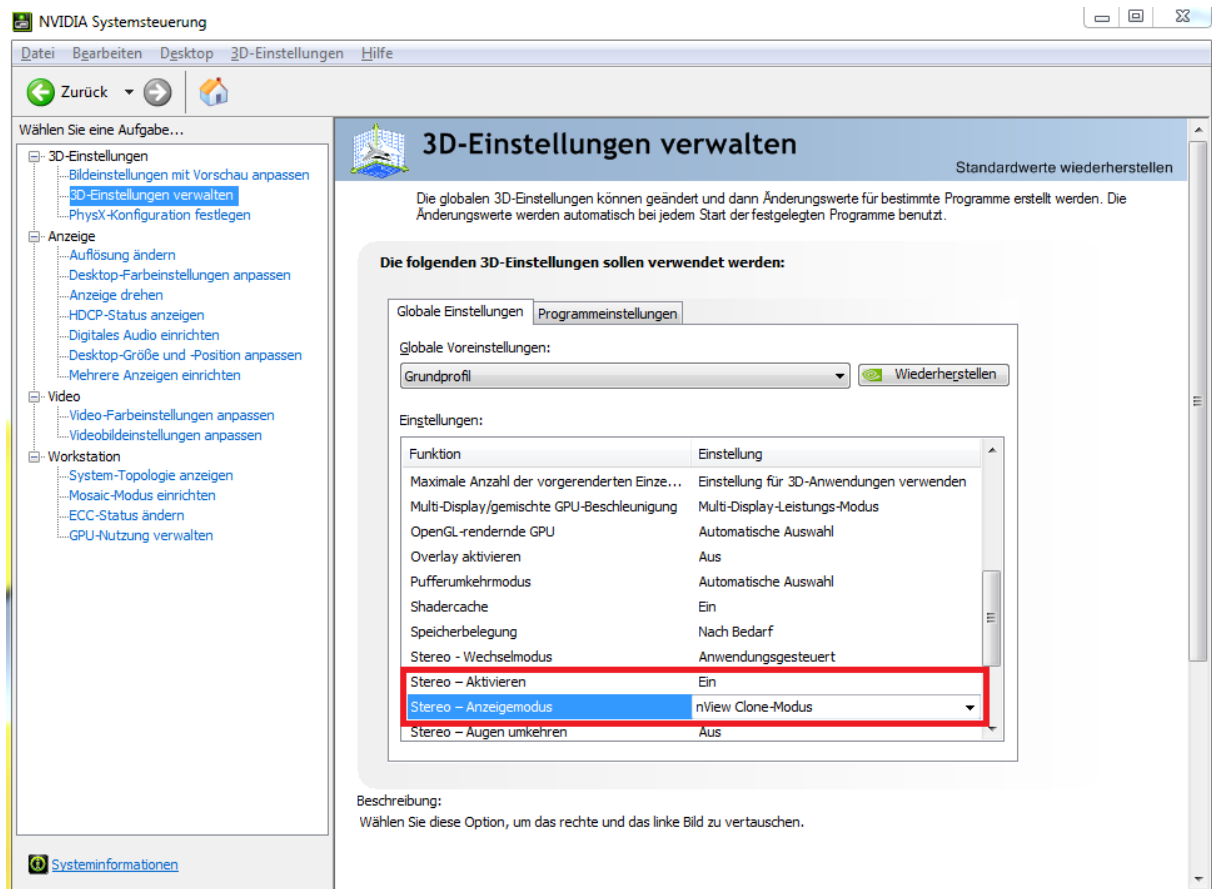 NVIDIA Systemsteuerung
Datei Bearbeiten Desktop 3D-Einstellungen Hilfe
Zurück
Wählen Sie eine Aufgabe...
3D-Einstellungen
Bildeinstellungen mit Vorschau anpassen
3D-Einstellungen verwalten
PhysX-Konfiguration festlegen
Anzeige
Auflösung ändern
Desktop-Farbeinstellungen anpassen
Anzeige drehen
HDCP-Status anzeigen
Digitales Audio einrichten
Desktop-Größe und -Position anpassen
Mehrere Anzeigen einrichten
Video
Video-Farbeinstellungen anpassen
Videobildeinstellungen anpassen
Workstation
System-Topologie anzeigen
Mosaic-Modus einrichten
ECC-Status ändern
GPU-Nutzung verwalten
Systeminformationen
3D-Einstellungen verwalten
Standardwerte wiederherstellen
Die globalen 3D-Einstellungen können geändert und dann Änderungswerte für bestimmte Programme erstellt werden. Die
Änderungswerte werden automatisch bei jedem Start der festgelegten Programme benutzt.
Die folgenden 3D-Einstellungen sollen verwendet werden:
Globale Einstellungen Programmeinstellungen
Globale Voreinstellungen:
Grundprofil Wiederherstellen
Einstellungen:
Funktion Einstellung
Maximale Anzahl der vorgerenderten Einze... Einstellung für 3D-Anwendungen verwenden
Multi-Display/gemischte GPU-Beschleunigung Multi-Display-Leistungs-Modus
OpenGL-rendernde GPU Automatische Auswahl
Overlay aktivieren Aus
Pufferumkehrmodus Automatische Auswahl
Shadercache Ein
Speicherbelegung Nach Bedarf
Stereo - Wechselmodus Anwendungsgesteuert
Stereo – Aktivieren Ein
Stereo – Anzeigemodus nView Clone-Modus
Stereo – Augen umkehren Aus
Beschreibung:
Wählen Sie diese Option, um das rechte und das linke Bild zu vertauschen.